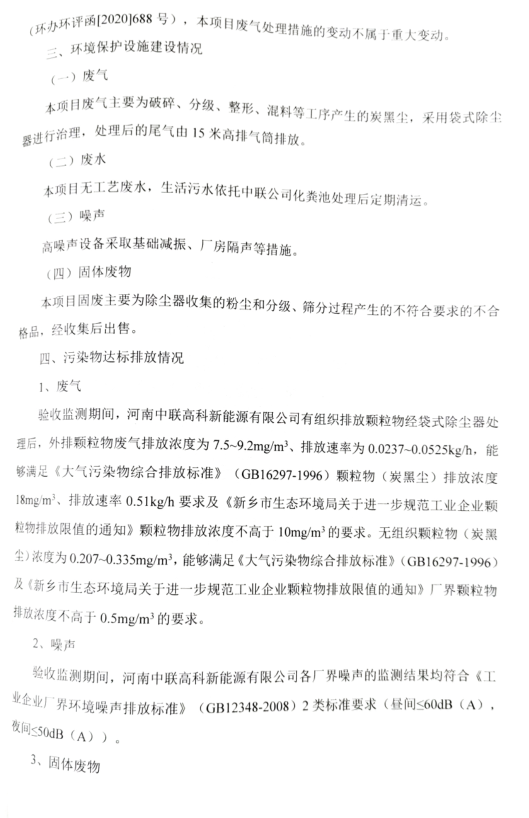 （环办环评函[2020]688 号），本项目废气处理措施的变动不属于重大变动。
三、环境保护设施建设情况
（一）废气
本项目废气主要为破碎、分级、整形、混料等工序产生的炭黑尘，采用袋式除尘
器进行治理，处理后的尾气由 15 米高排气筒排放。
（二）废水
本项目无工艺废水，生活污水依托中联公司化粪池处理后定期清运。
（三）噪声
高噪声设备采取基础减振、厂房隔声等措施。
（四）固体废物
本项目固废主要为除尘器收集的粉尘和分级、筛分过程产生的不符合要求的不合
格品，经收集后出售。
四、污染物达标排放情况
1、废气
验收监测期间，河南中联高科新能源有限公司有组织排放颗粒物经袋式除尘器处
理后，外排颗粒物废气排放浓度为 7.5~9.2mg/m³、排放速率为 0.0237~0.0525kg/h，能
够满足《大气污染物综合排放标准》（GB16297-1996）颗粒物（炭黑尘）排放浓度
18mg/m³、排放速率 0.51kg/h 要求及《新乡市生态环境局关于进一步规范工业企业颗
粒物排放限值的通知》颗粒物排放浓度不高于 10mg/m³ 的要求。无组织颗粒物（炭黑
尘）浓度为 0.207~0.335mg/m³，能够满足《大气污染物综合排放标准》（GB16297-1996）
及《新乡市生态环境局关于进一步规范工业企业颗粒物排放限值的通知》厂界颗粒物
排放浓度不高于 0.5mg/m³ 的要求。
2、噪声
验收监测期间，河南中联高科新能源有限公司各厂界噪声的监测结果均符合《工
业企业厂界环境噪声排放标准》（GB12348-2008）2 类标准要求（昼间≤60dB（A），
夜间≤50dB（A））。
3、固体废物